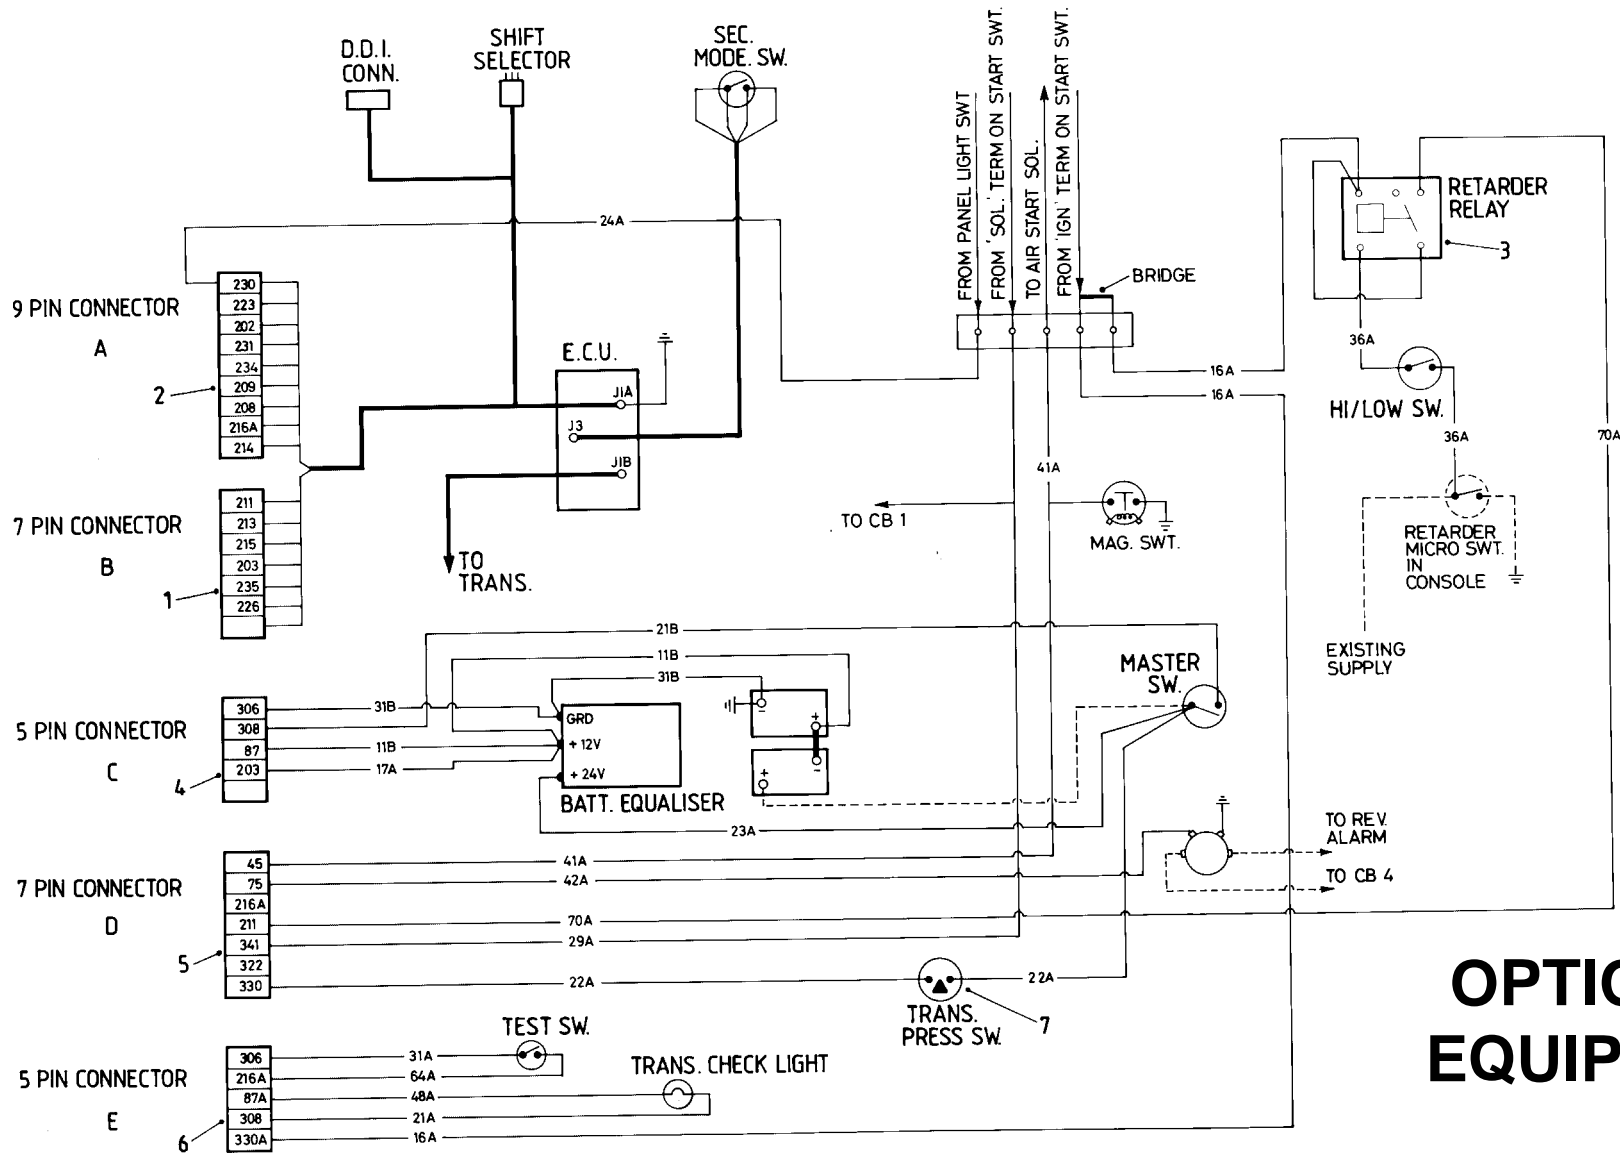 D.D.I.
CONN.
SHIFT
SELECTOR
SEC.
MODE. SW.
FROM PANEL LIGHT SWT
FROM 'SOL.' TERM ON START SWT.
TO AIR START SOL.
FROM 'IGN' TERM ON START SWT.
BRIDGE
RETARDER
RELAY
3
24A
9 PIN CONNECTOR
A
2
230
223
202
231
234
209
208
216A
214
E.C.U.
J1A
J3
J1B
16A
16A
36A
HI/LOW SW.
36A
70A
41A
7 PIN CONNECTOR
B
1
211
213
215
203
235
226
TO
TRANS.
TO CB 1
MAG. SWT.
RETARDER
MICRO SWT.
IN
CONSOLE
EXISTING
SUPPLY
21B
11B
31B
MASTER
SW.
5 PIN CONNECTOR
C
4
306
308
87
203
31B
11B
17A
GRD
+ 12V
+ 24V
BATT. EQUALISER
-
+
+
-
23A
TO REV.
ALARM
TO CB 4
7 PIN CONNECTOR
D
5
45
75
216A
211
341
322
330
41A
42A
70A
29A
22A
22A
TRANS.
PRESS SW.
7
OPTIO
EQUIP
5 PIN CONNECTOR
E
6
306
216A
87A
308
330A
31A
64A
48A
21A
16A
TEST SW.
TRANS. CHECK LIGHT